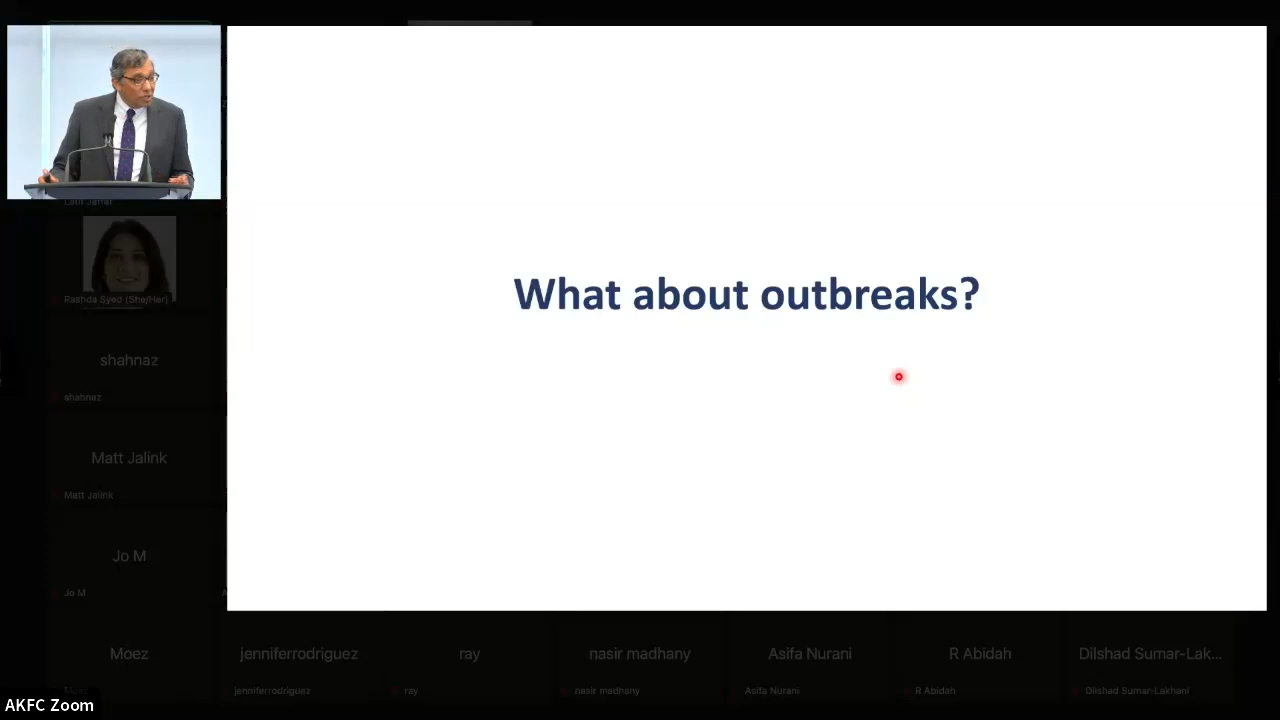 What about outbreaks?
Lalif Jaffer
Rashda Syed (She/Her)
shahnaz
shahnaz
Matt Jalink
Matt Jalink
Jo M
Jo M
Moez
jenniferrodriguez
ray
nasir madhany
Asifa Nurani
R Abidah
Dilshad Sumar-Lak...
Moez
jenniferrodriguez
ray
nasir madhany
Asifa Nurani
R Abidah
Dilshad Sumar-Lakhani
AKFC Zoom